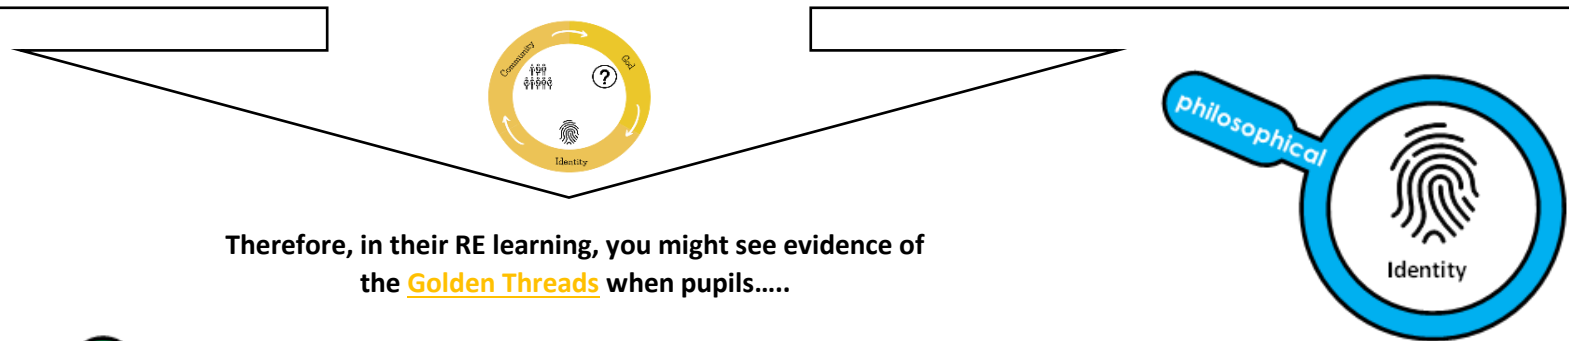 Community
God
?
Identity
philosophical
Identity
Therefore, in their RE learning, you might see evidence of
the Golden Threads when pupils…..